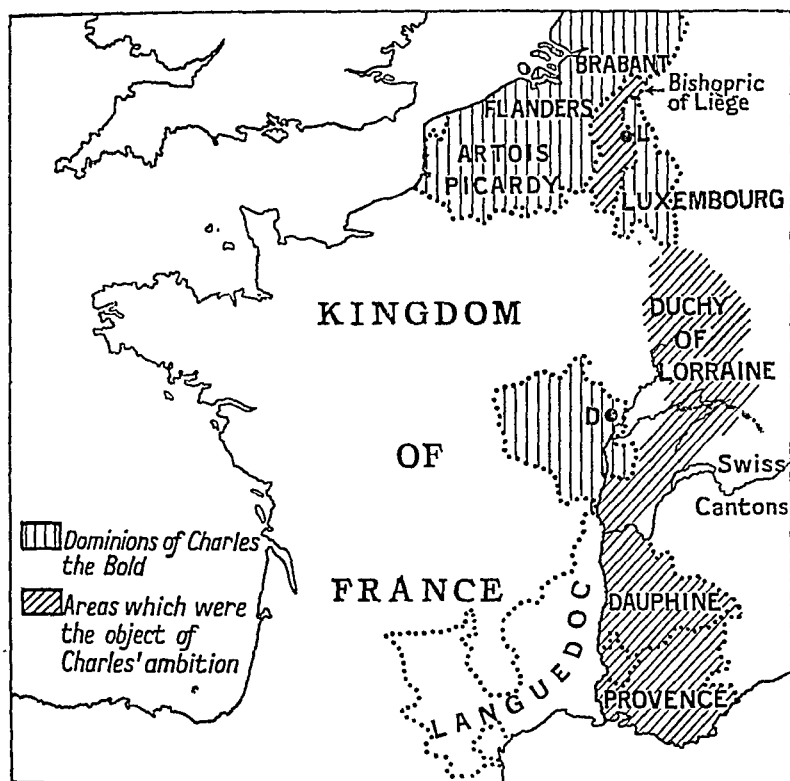 BRABANT
Bishopric
of Liège
FLANDERS
L
ARTOIS
PICARDY
LUXEMBOURG
KINGDOM
DUCHY
OF
LORRAINE
D
OF
Swiss
Cantons
Dominions of Charles
the Bold
FRANCE
Areas which were
the object of
Charles' ambition
DAUPHINE
LANGUEDOC
PROVENCE